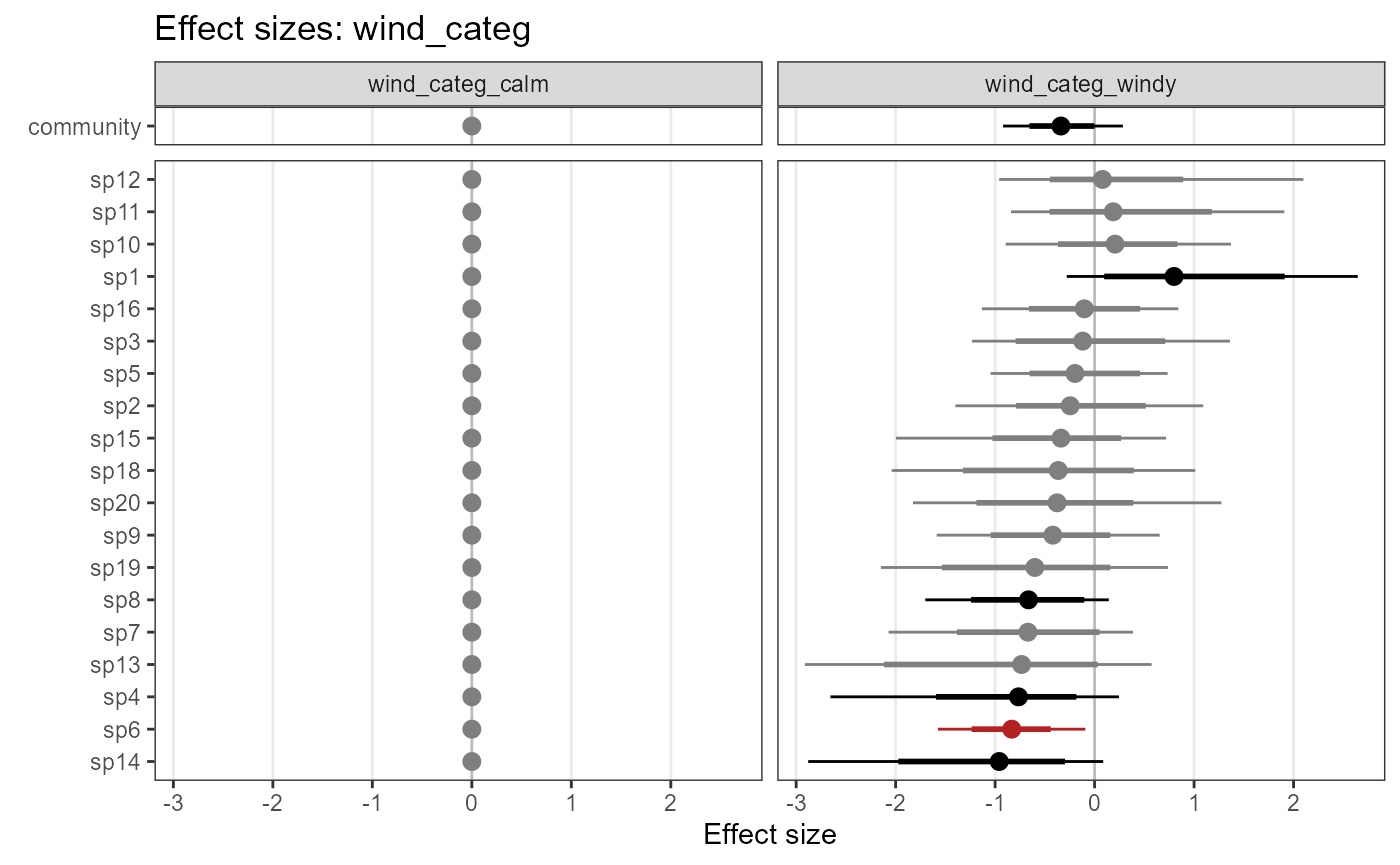 Effect sizes: wind_categ
wind_categ_calm wind_categ_windy
community
sp12
sp11
sp10
sp1
sp16
sp3
sp5
sp2
sp15
sp18
sp20
sp9
sp19
sp8
sp7
sp13
sp4
sp6
sp14
-3 -2 -1 0 1 2 -3 -2 -1 0 1 2
Effect size